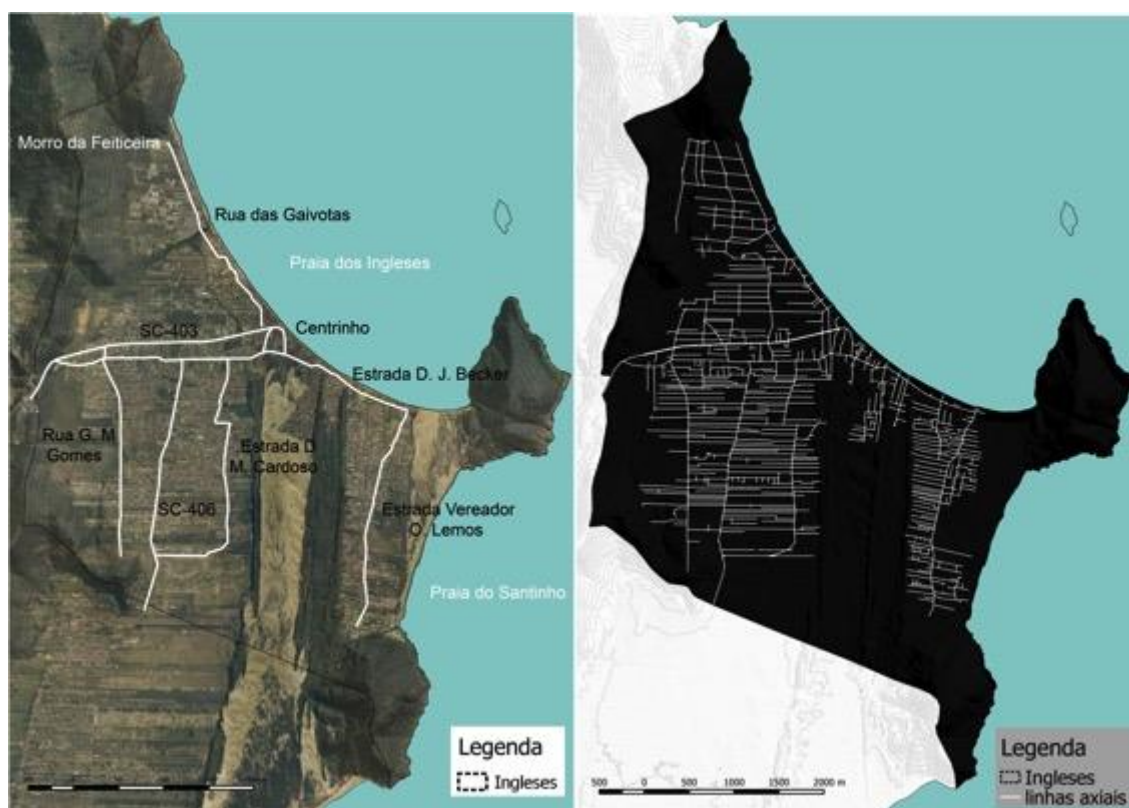 Morro da Feiticeira
Rua das Gaivotas
Praia dos Ingleses
SC-403
Centrinho
Estrada D. J. Becker
Rua G. M
Gomes
Estrada D
M. Cardoso
SC-406
Estrada Vereador
O. Lemos
Praia do Santinho
Legenda
Ingleses
500 0 500 1000 1500 2000 m
Legenda
Ingleses
linhas axiais